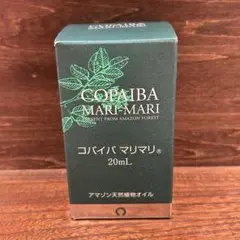 COPAIBA
MARI-MARI
PRESENT FROM AMAZON FOREST
コパイバ マリマリ®
20mL
アマゾン天然植物オイル